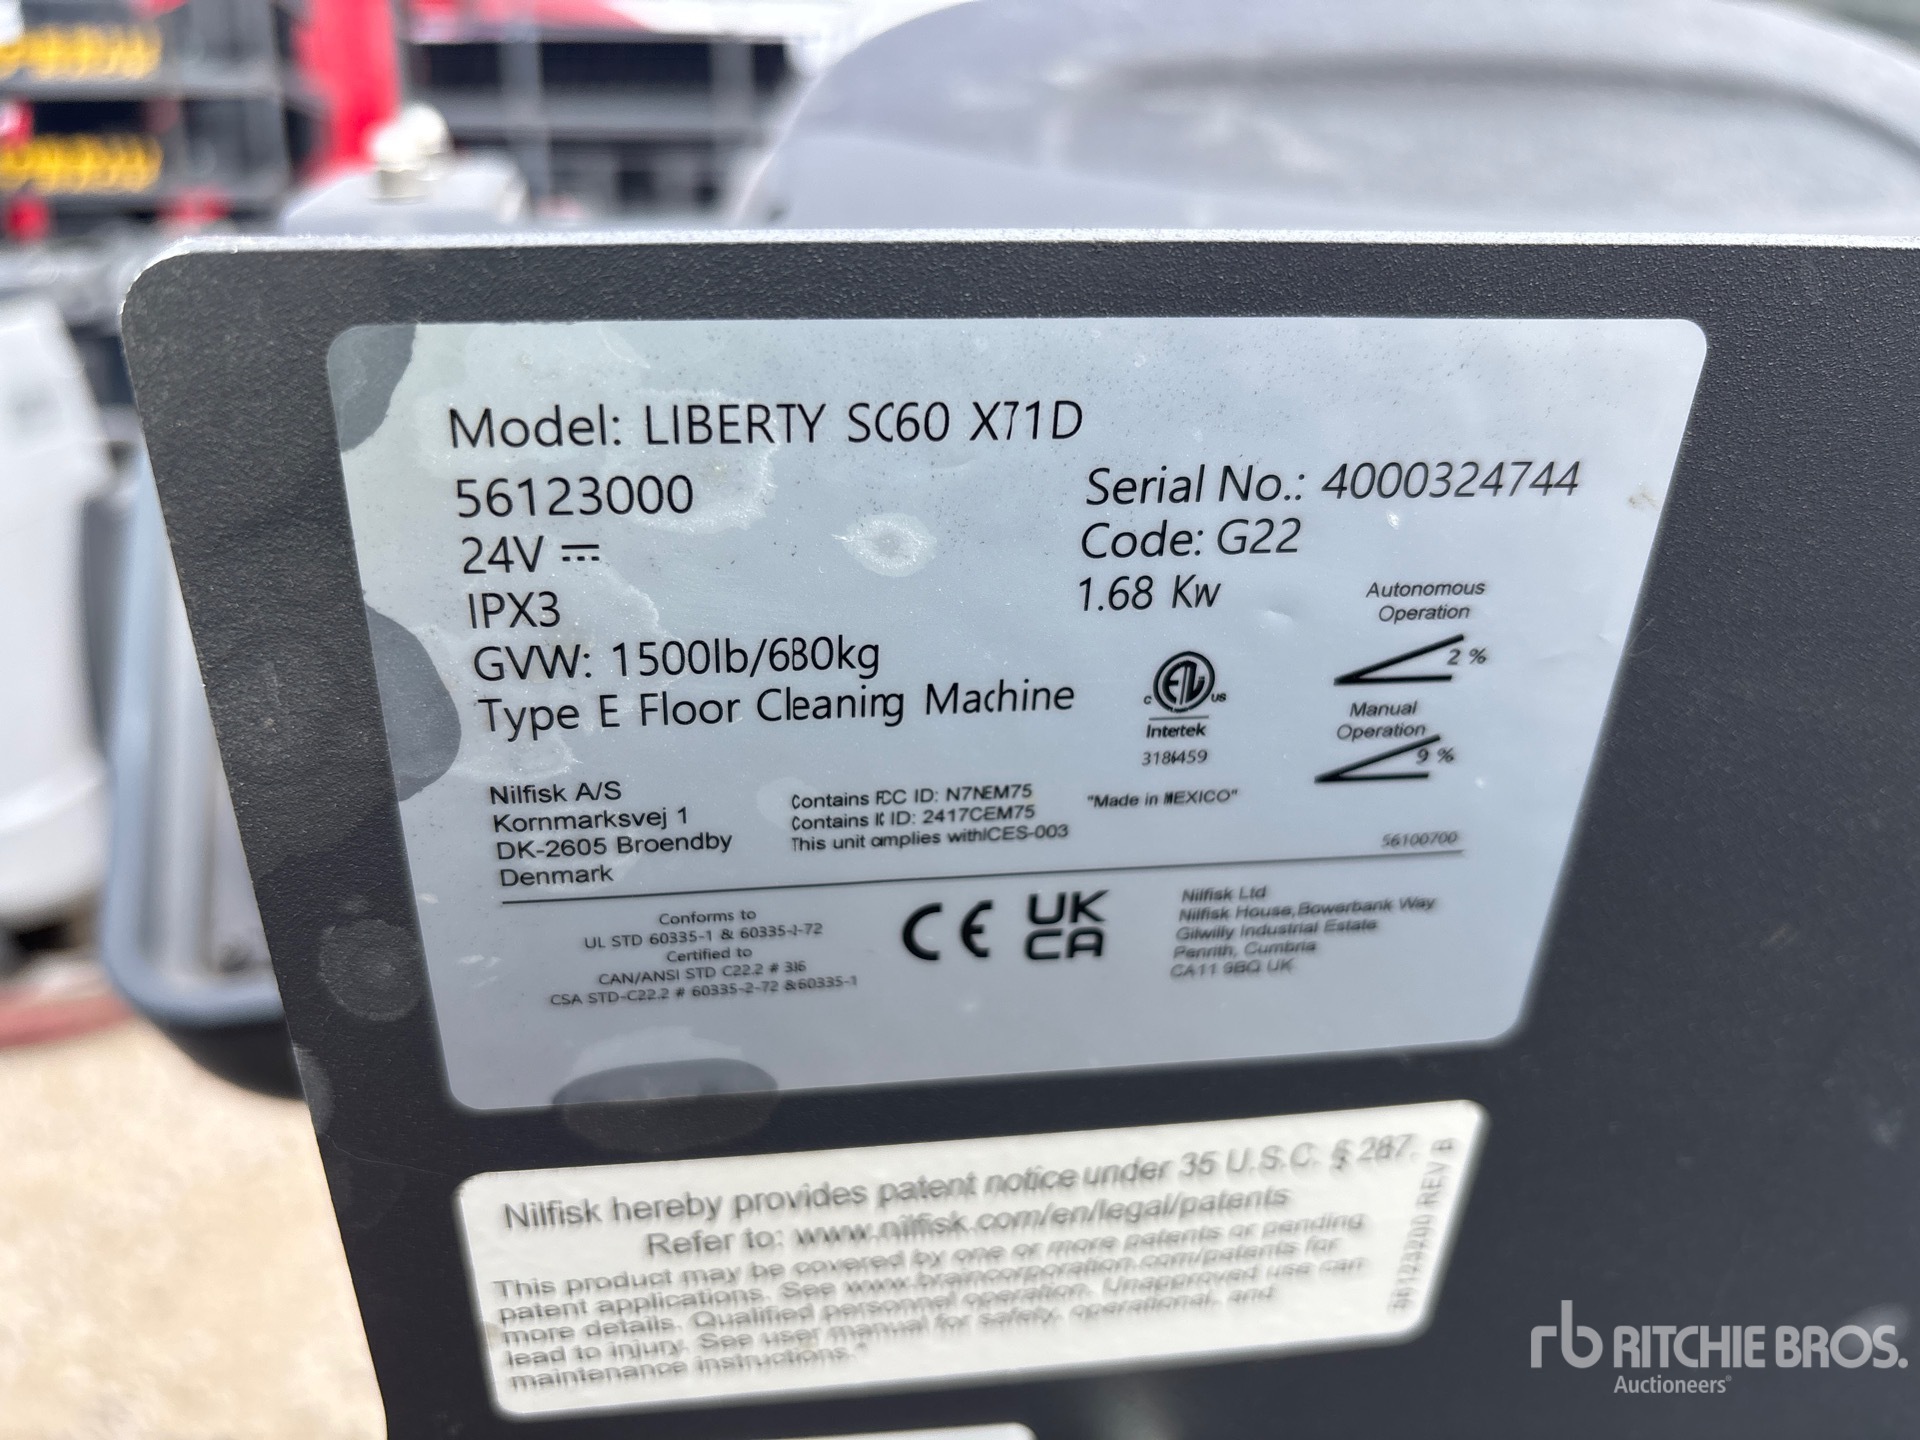 Model: LIBERTY SC60 X71D
56123000
24V
IPX3
GVW: 1500lb/680kg
Type E Floor Cleaning Machine
Serial No.: 4000324744
Code: G22
1.68 Kw
Autonomous
Operation
2 %
Manual
Operation
9 %
c ETL us
Intertek
3186459
Nilfisk A/S
Kornmarksvej 1
DK-2605 Broendby
Denmark
Contains FCC ID: N7NEM75
Contains IC ID: 2417CEM75
This unit complies with ICES-003
"Made in MEXICO"
56100700
Conforms to
UL STD 60335-1 & 60335-2-72
Certified to
CAN/ANSI STD C22.2 # 336
CSA STD-C22.2 # 60335-2-72 & 60335-1
CE
UK
CA
Nilfisk Ltd
Nilfisk House, Bowerbank Way
Gilwilly Industrial Estate
Penrith, Cumbria
CA11 9BQ UK
Nilfisk hereby provides patent notice under 35 U.S.C. § 287.
Refer to: www.nilfisk.com/en/legal/patents
This product may be covered by one or more patents or pending
patent applications. See www.braincorporation.com/patents for
more details. Qualified personnel operation. Unapproved use can
lead to injury. See user manual for safety, operational, and
maintenance instructions."
56123200 REV B
rb RITCHIE BROS.
Auctioneers